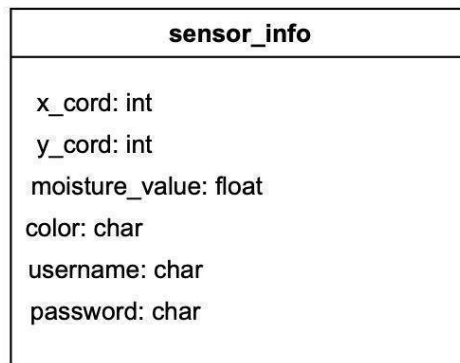 sensor_info
x_cord: int
y_cord: int
moisture_value: float
color: char
username: char
password: char